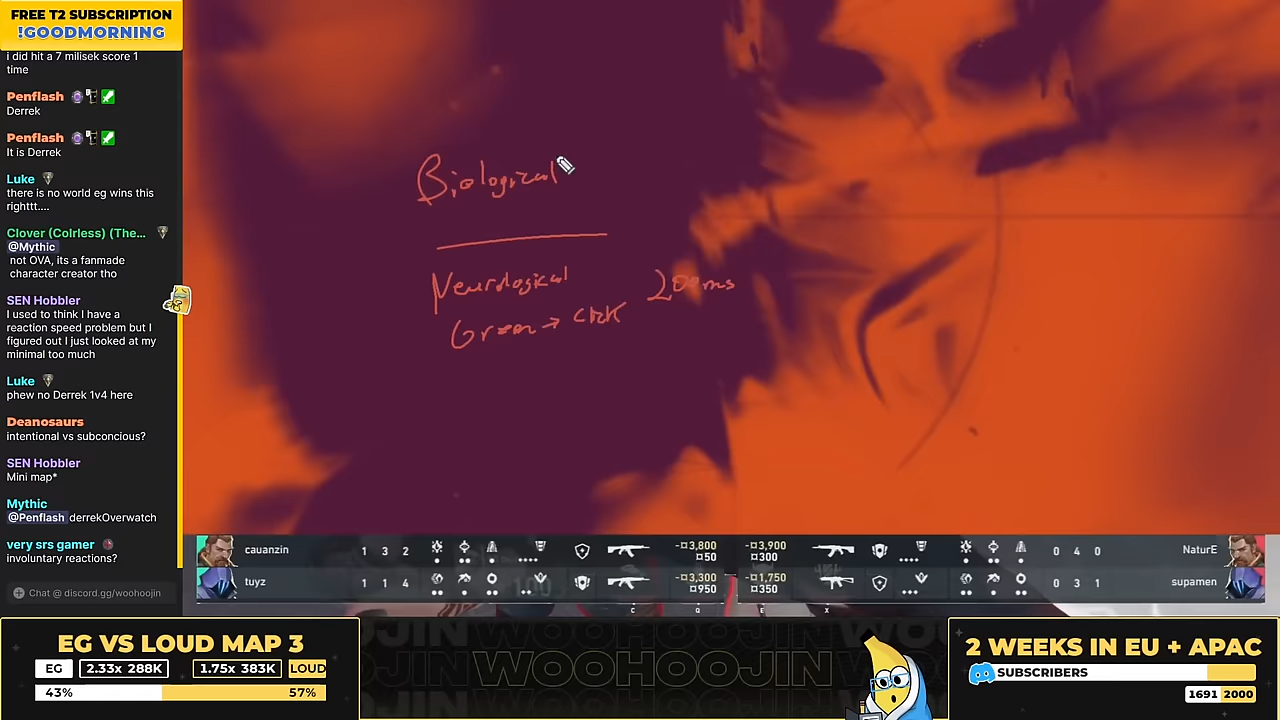 FREE T2 SUBSCRIPTION
!GOODMORNING
i did hit a 7 milisek score 1
time
Penflash
Derrek
Penflash
It is Derrek
Luke
there is no world eg wins this
righttt....
Clover (Colrless) (The...
@Mythic
not OVA, its a fanmade
character creator tho
SEN Hobbler
I used to think I have a
reaction speed problem but I
figured out I just looked at my
minimal too much
Luke
phew no Derrek 1v4 here
Deanosaurs
intentional vs subconcious?
SEN Hobbler
Mini map*
Mythic
@Penflash derrekOverwatch
very srs gamer
involuntary reactions?
Chat @ discord.gg/woohoojin
Biological
Neurological
Green → click 200ms
cauanzin 1 3 2 -¤3,800 ¤50 -¤3,900 ¤300 0 4 0 NaturE
tuyz 1 1 4 -¤3,300 ¤950 -¤1,750 ¤350 0 3 1 supamen
C Q E X
EG VS LOUD MAP 3
EG 2.33x 288K 1.75x 383K LOUD
43% 57%
WOOHOOJIN
2 WEEKS IN EU + APAC
SUBSCRIBERS
1691 2000